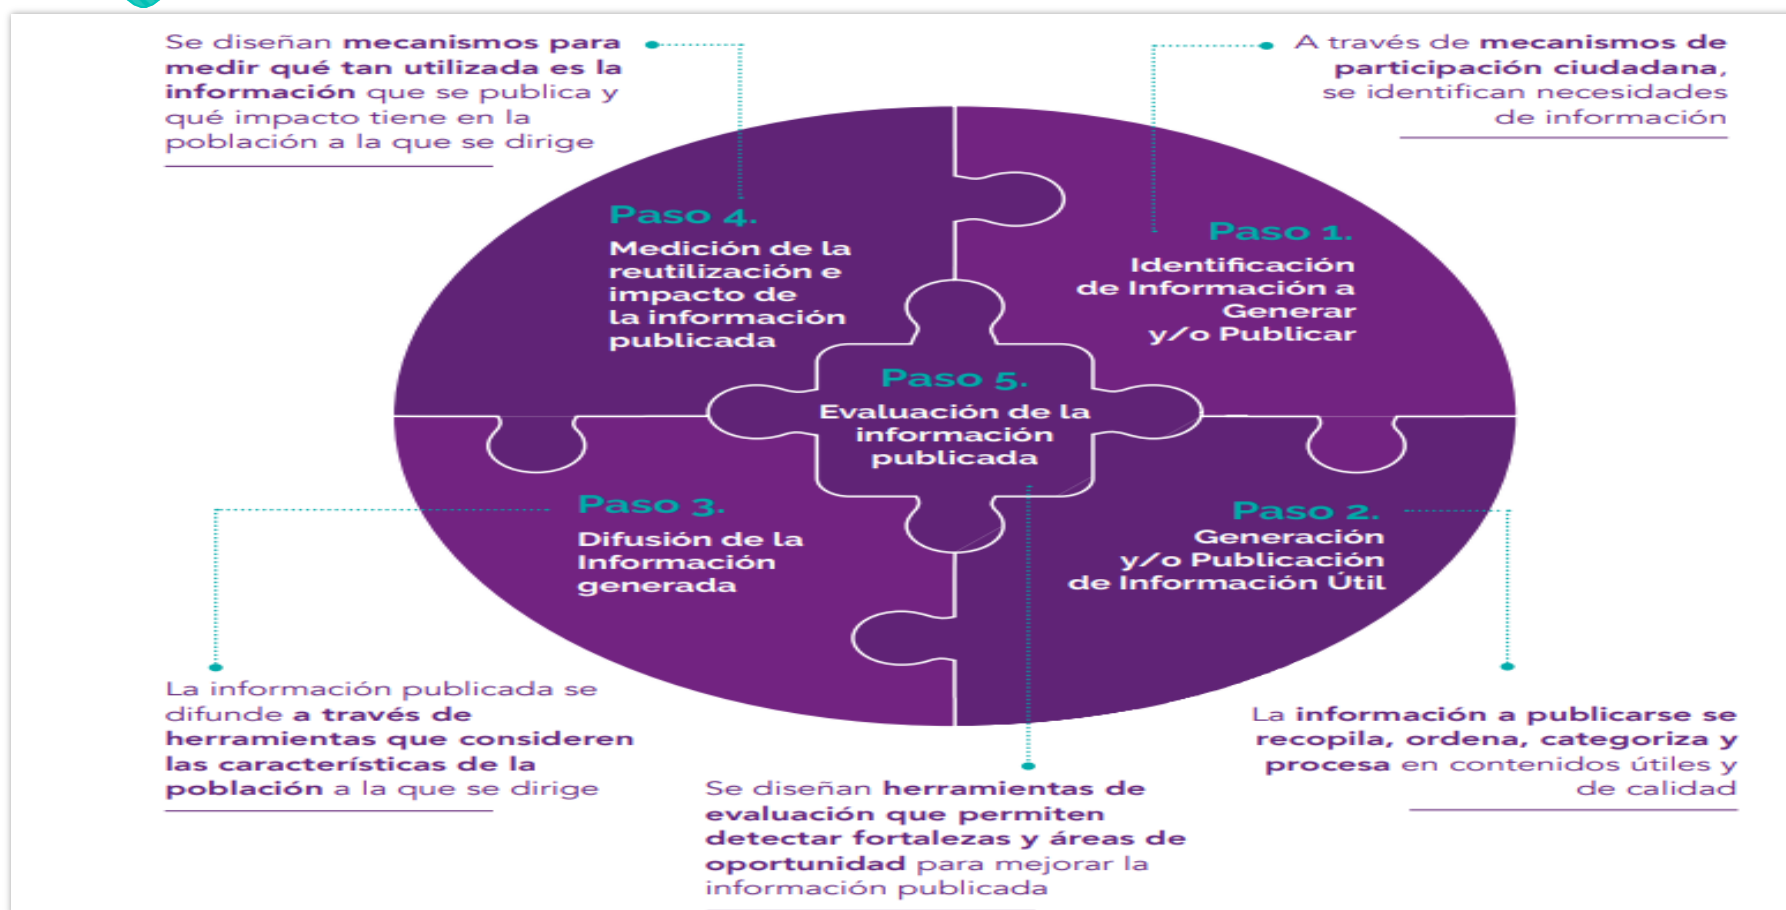 Se diseñan mecanismos para
medir qué tan utilizada es la
información que se publica y
qué impacto tiene en la
población a la que se dirige
A través de mecanismos de
participación ciudadana,
se identifican necesidades
de información
Paso 4.
Medición de la
reutilización e
impacto de
la información
publicada
Paso 1.
Identificación
de Información a
Generar
y/o Publicar
Paso 5.
Evaluación de la
información
publicada
Paso 3.
Difusión de la
Información
generada
Paso 2.
Generación
y/o Publicación
de Información Útil
La información publicada se
difunde a través de
herramientas que consideren
las características de la
población a la que se dirige
Se diseñan herramientas de
evaluación que permiten
detectar fortalezas y áreas de
oportunidad para mejorar la
información publicada
La información a publicarse se
recopila, ordena, categoriza y
procesa en contenidos útiles y
de calidad